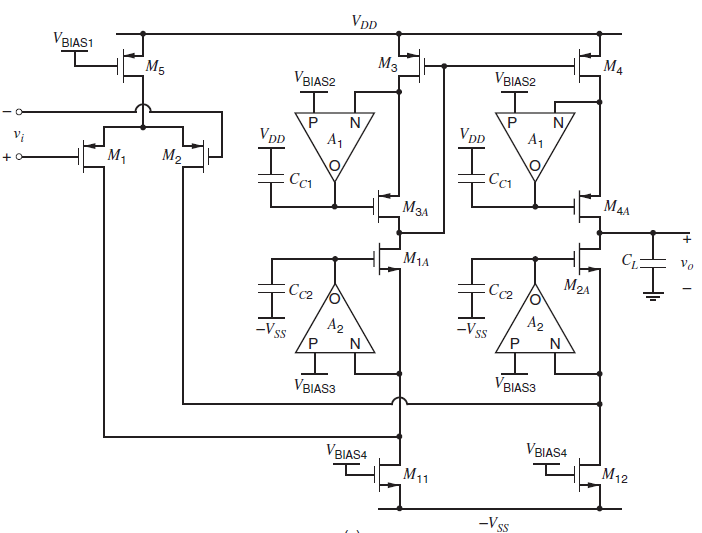 V_DD
V_BIAS1
M_5
M_3
M_4
V_BIAS2
V_BIAS2
P N
P N
−
v_i
+
V_DD
A_1
V_DD
A_1
M_1
M_2
O
O
C_C1
C_C1
M_3A
M_4A
+
M_1A
M_2A
C_L
v_o
−
C_C2
C_C2
O
O
−V_SS
A_2
−V_SS
A_2
P N
P N
V_BIAS3
V_BIAS3
V_BIAS4
V_BIAS4
M_11
M_12
−V_SS